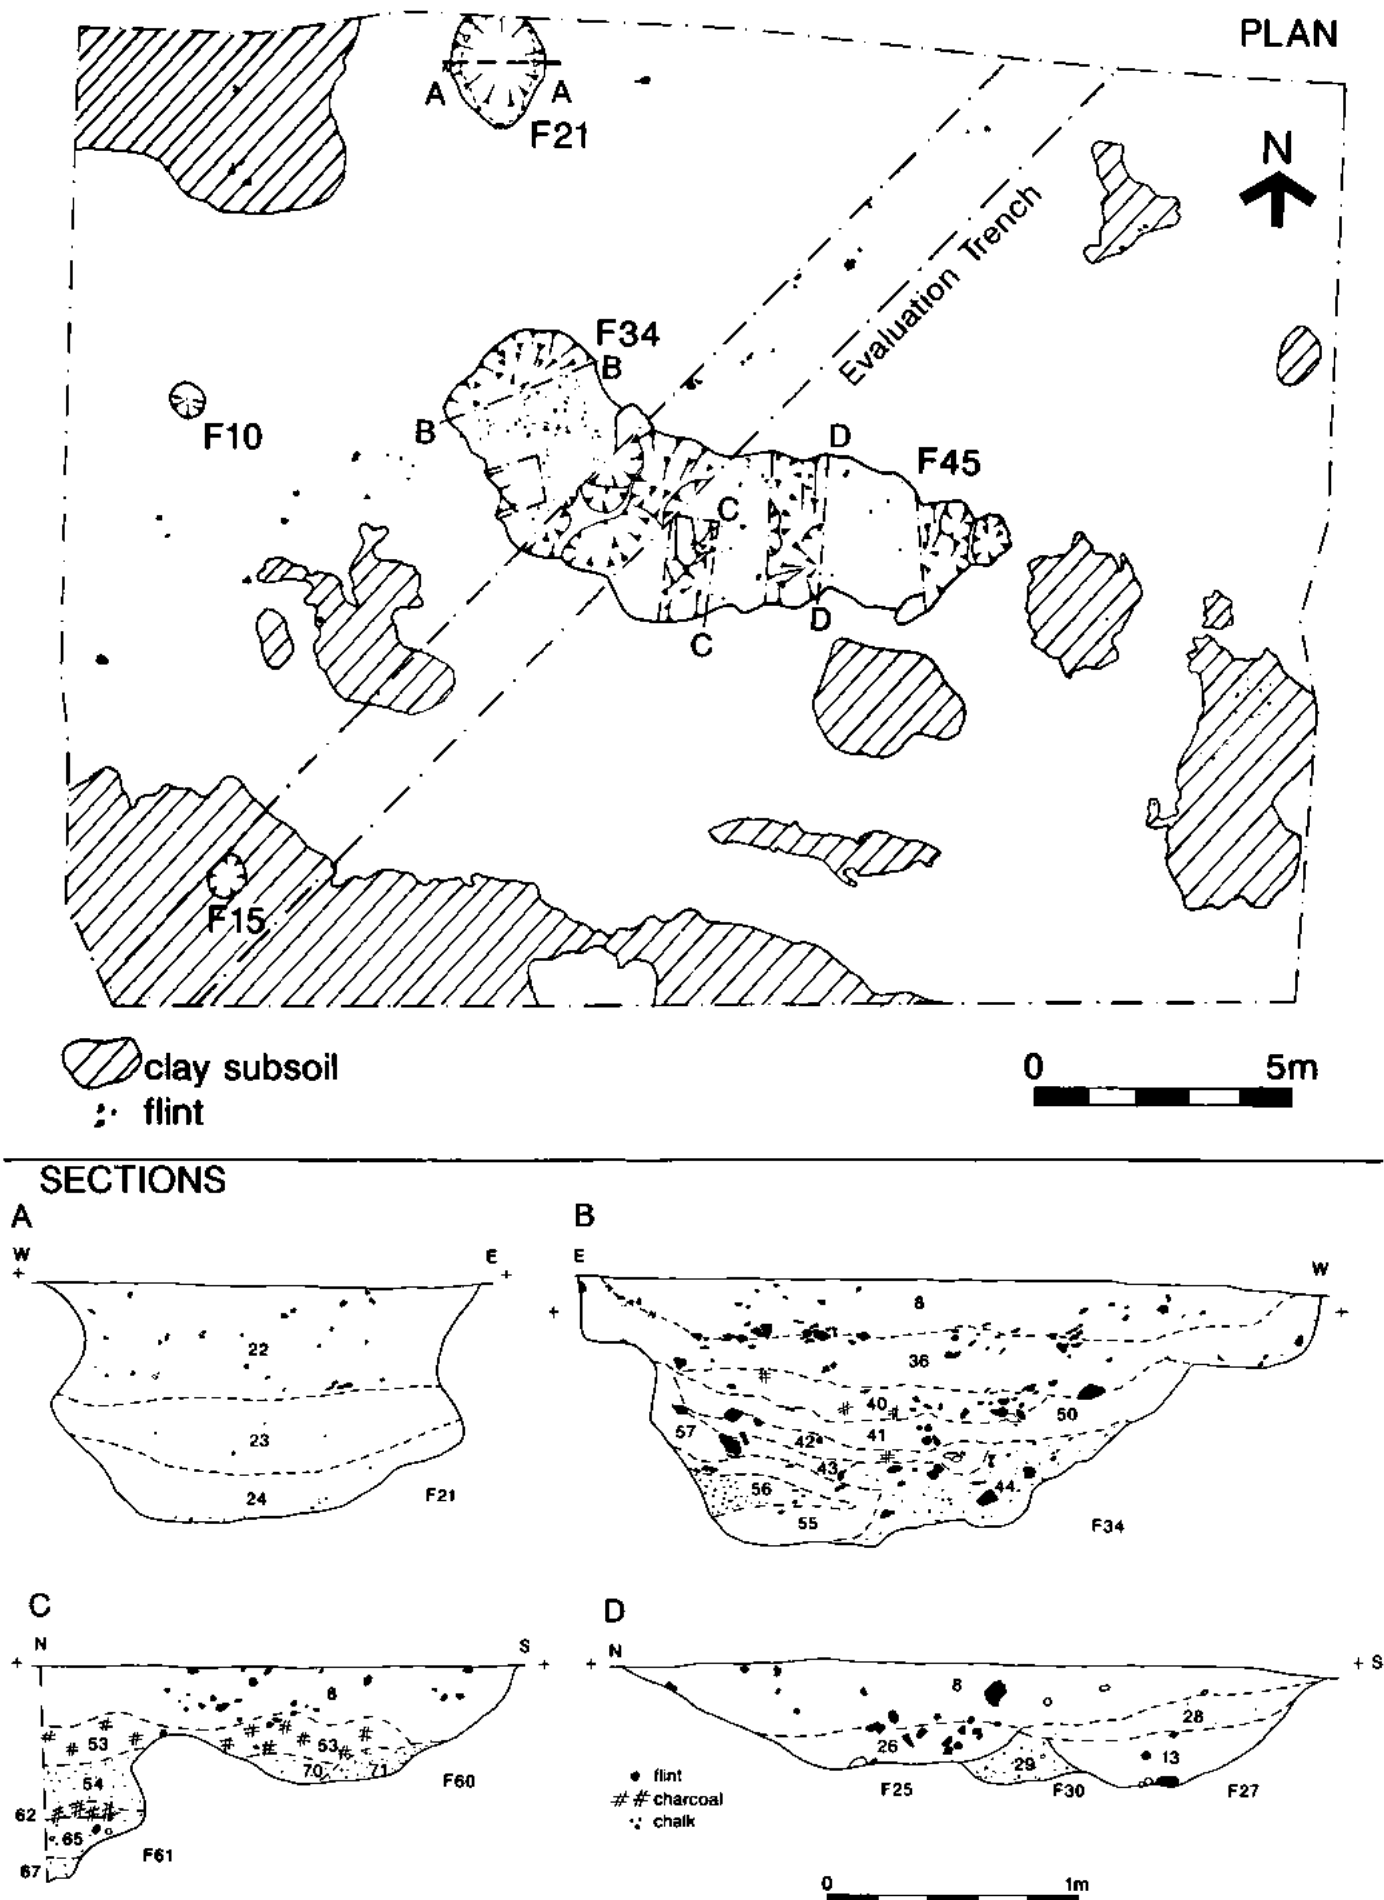 PLAN
A A
F21
N
Evaluation Trench
F34
B
B
F10
D
F45
C
D
C
F15
clay subsoil
flint
0 5m
SECTIONS
A
W E
22
23
24
F21
B
E W
8
36
40
50
57
41
42
43
44
56
55
F34
C
N S
8
53 53
54
70 71
F60
62
65
67
F61
D
N S
8
28
26
29
13
F25 F30 F27
flint
charcoal
chalk
0 1m